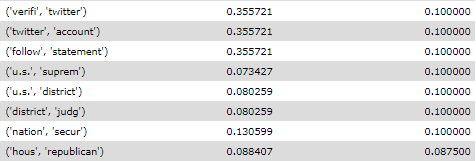 ('verifi', 'twitter') 0.355721 0.100000
('twitter', 'account') 0.355721 0.100000
('follow', 'statement') 0.355721 0.100000
('u.s.', 'suprem') 0.073427 0.100000
('u.s.', 'district') 0.080259 0.100000
('district', 'judg') 0.080259 0.100000
('nation', 'secur') 0.130599 0.100000
('hous', 'republican') 0.088407 0.087500